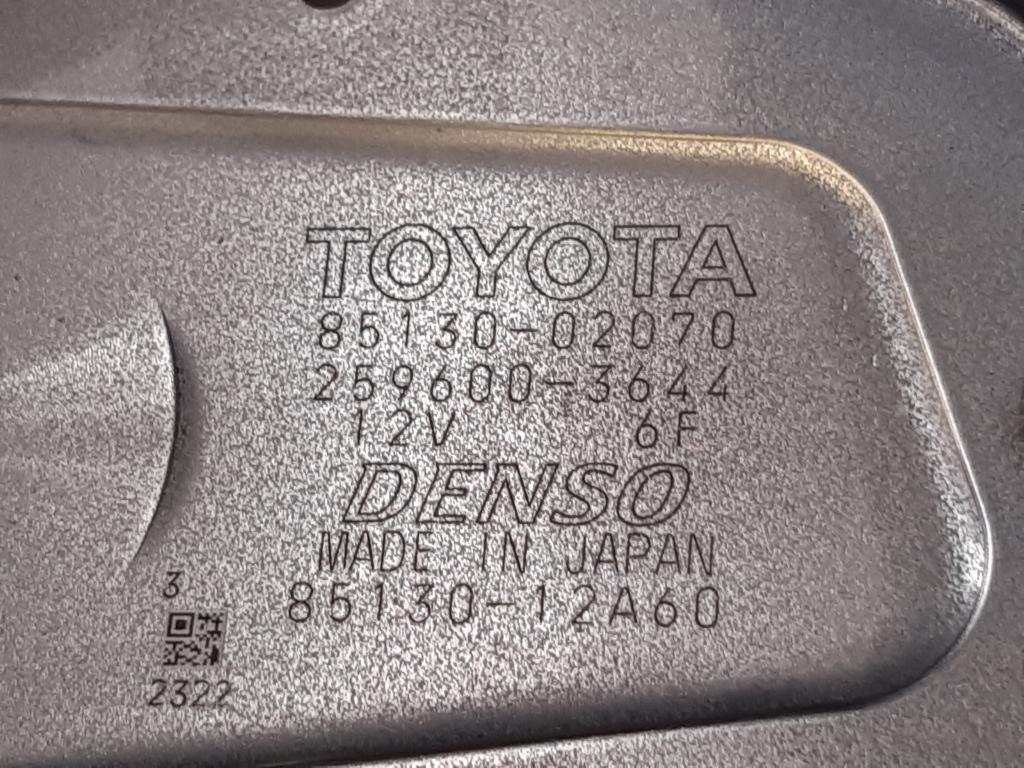 TOYOTA
85130-02070
259600-3644
12V 6F
DENSO
MADE IN JAPAN
85130-12A60
3
2322